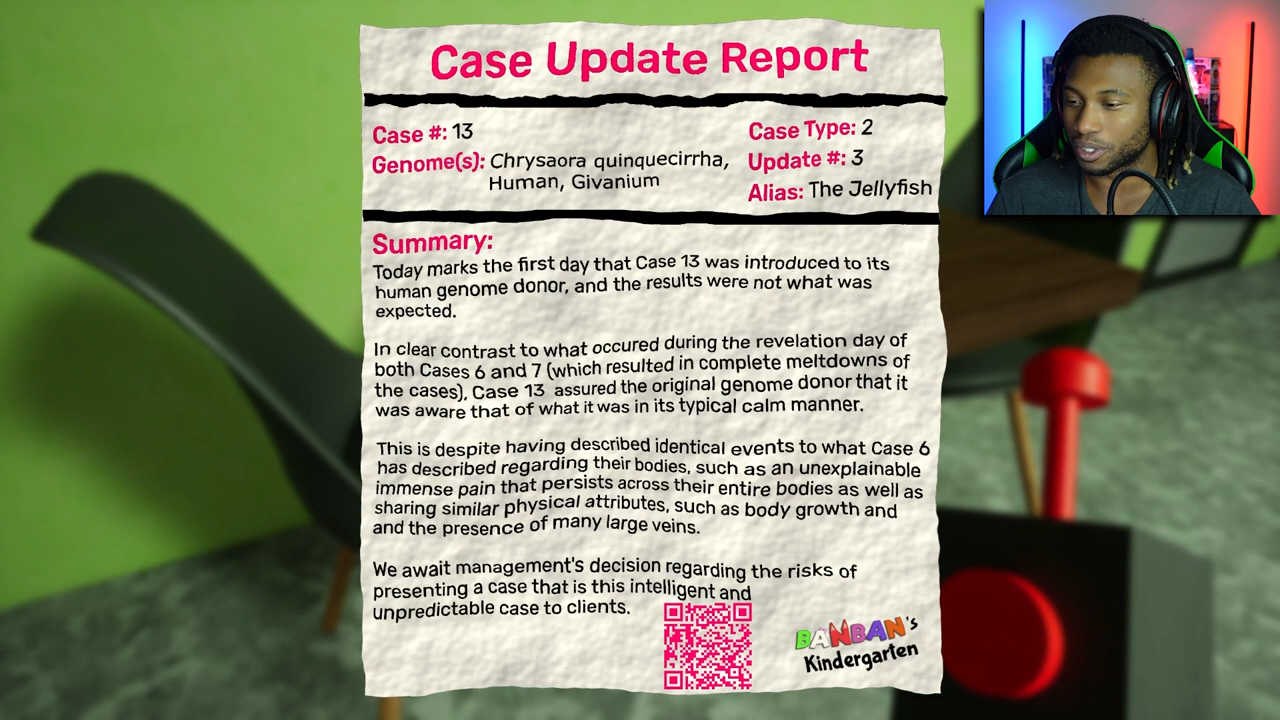 Case Update Report
Case #: 13
Case Type: 2
Genome(s): Chrysaora quinquecirrha,
Human, Givanium
Update #: 3
Alias: The Jellyfish
Summary:
Today marks the first day that Case 13 was introduced to its
human genome donor, and the results were not what was
expected.
In clear contrast to what occured during the revelation day of
both Cases 6 and 7 (which resulted in complete meltdowns of
the cases), Case 13 assured the original genome donor that it
was aware that of what it was in its typical calm manner.
This is despite having described identical events to what Case 6
has described regarding their bodies, such as an unexplainable
immense pain that persists across their entire bodies as well as
sharing similar physical attributes, such as body growth and
and the presence of many large veins.
We await management's decision regarding the risks of
presenting a case that is this intelligent and
unpredictable case to clients.
BANBAN's
Kindergarten